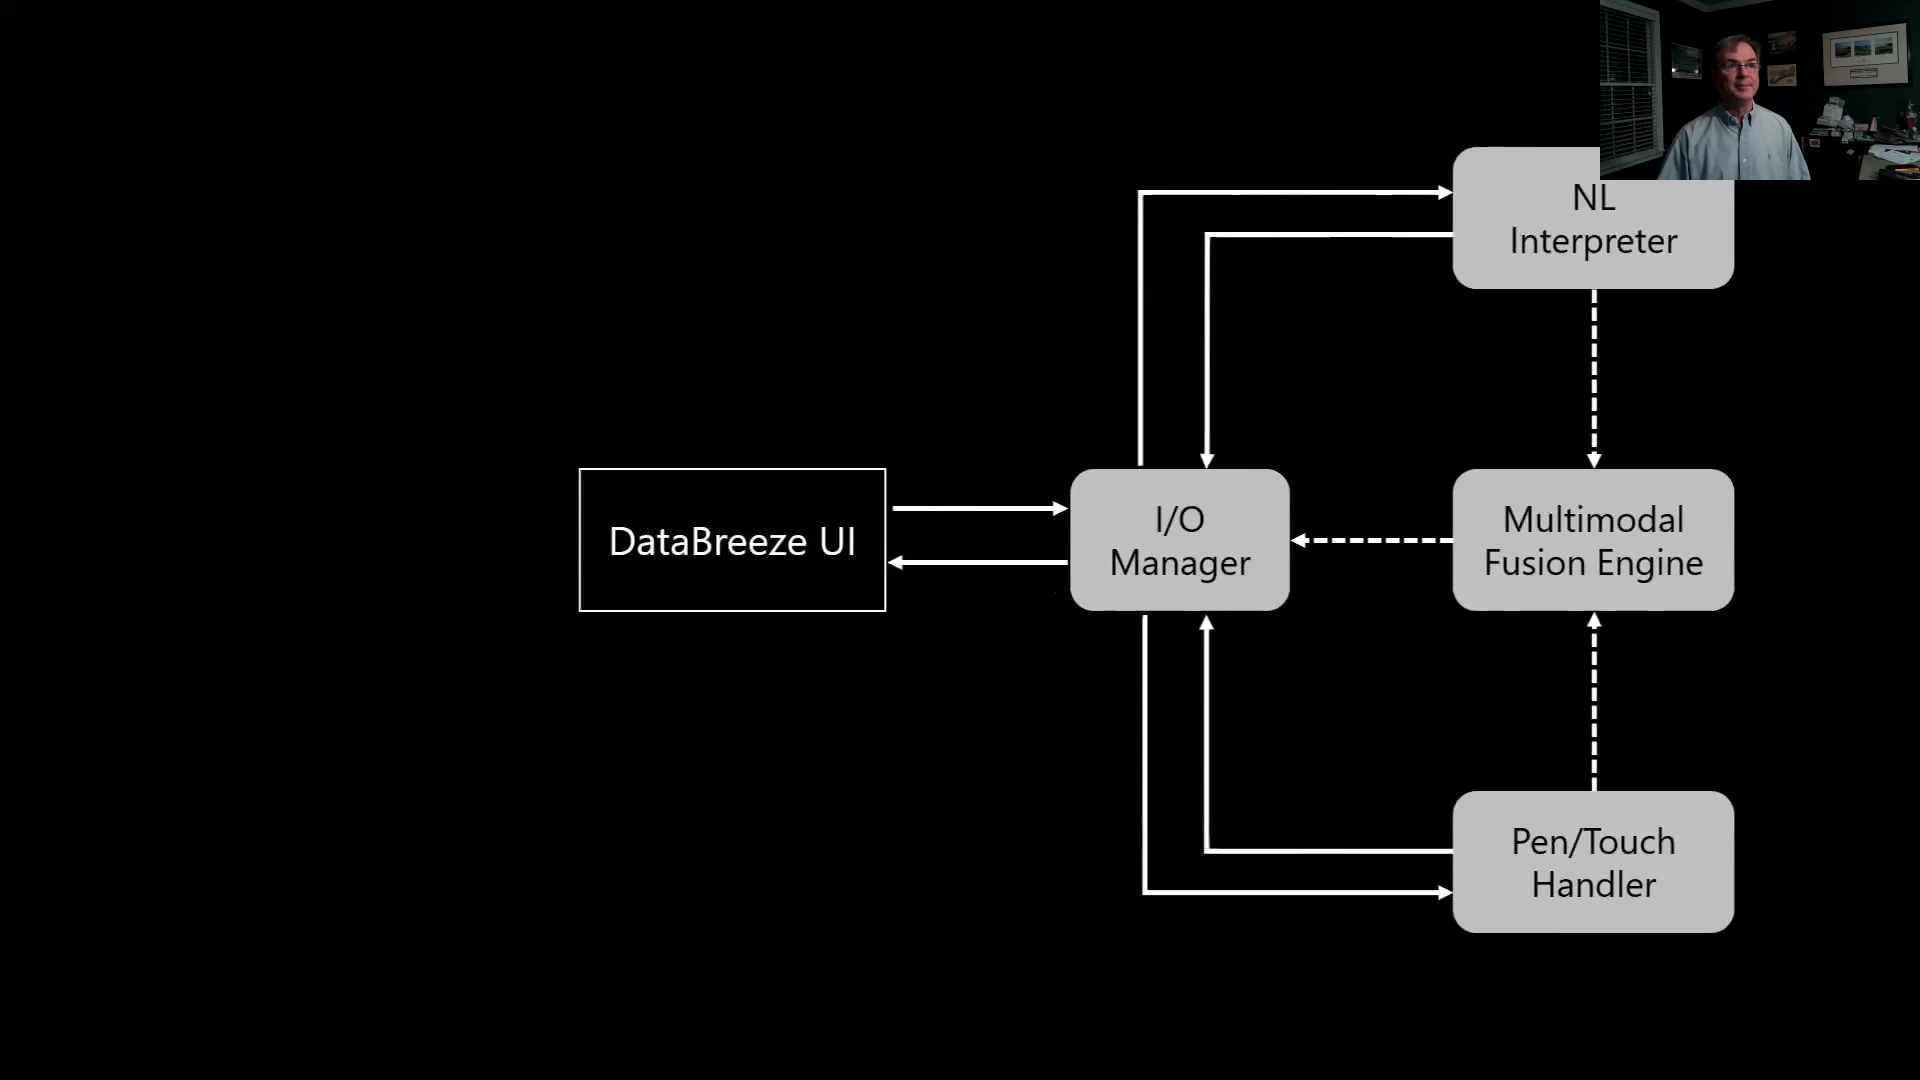 NL
Interpreter
DataBreeze UI
I/O
Manager
Multimodal
Fusion Engine
Pen/Touch
Handler